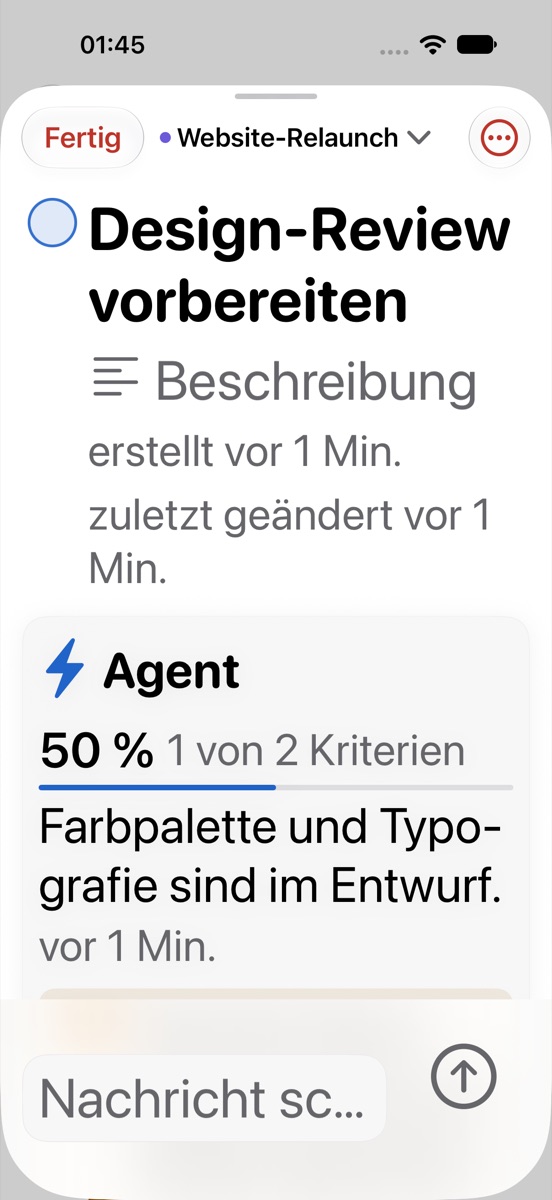 01:45
Fertig
Website-Relaunch
Design-Review
vorbereiten
Beschreibung
erstellt vor 1 Min.
zuletzt geändert vor 1
Min.
Agent
50 % 1 von 2 Kriterien
Farbpalette und Typo-
grafie sind im Entwurf.
vor 1 Min.
Nachricht sc...